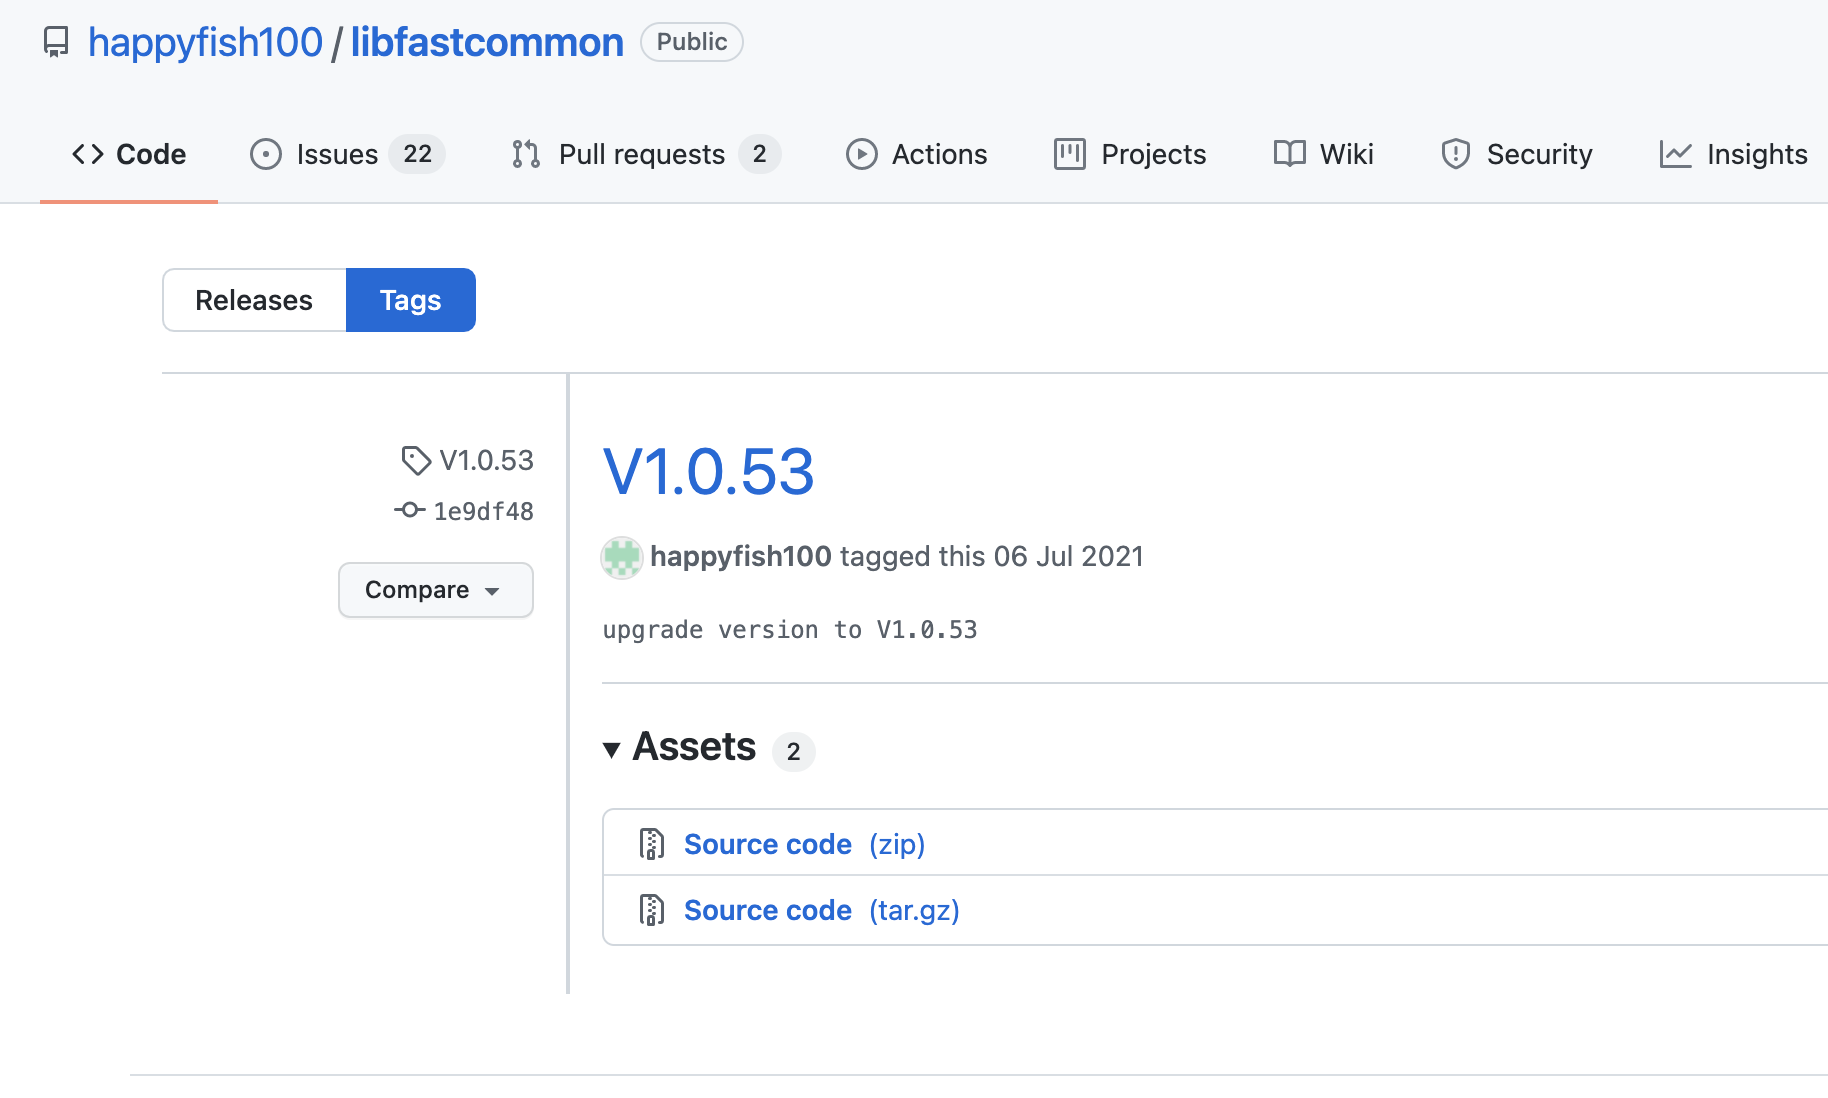 happyfish100 / libfastcommon Public
Code Issues 22 Pull requests 2 Actions Projects Wiki Security Insights
Releases Tags
V1.0.53
1e9df48
Compare
V1.0.53
happyfish100 tagged this 06 Jul 2021
upgrade version to V1.0.53
Assets 2
Source code (zip)
Source code (tar.gz)